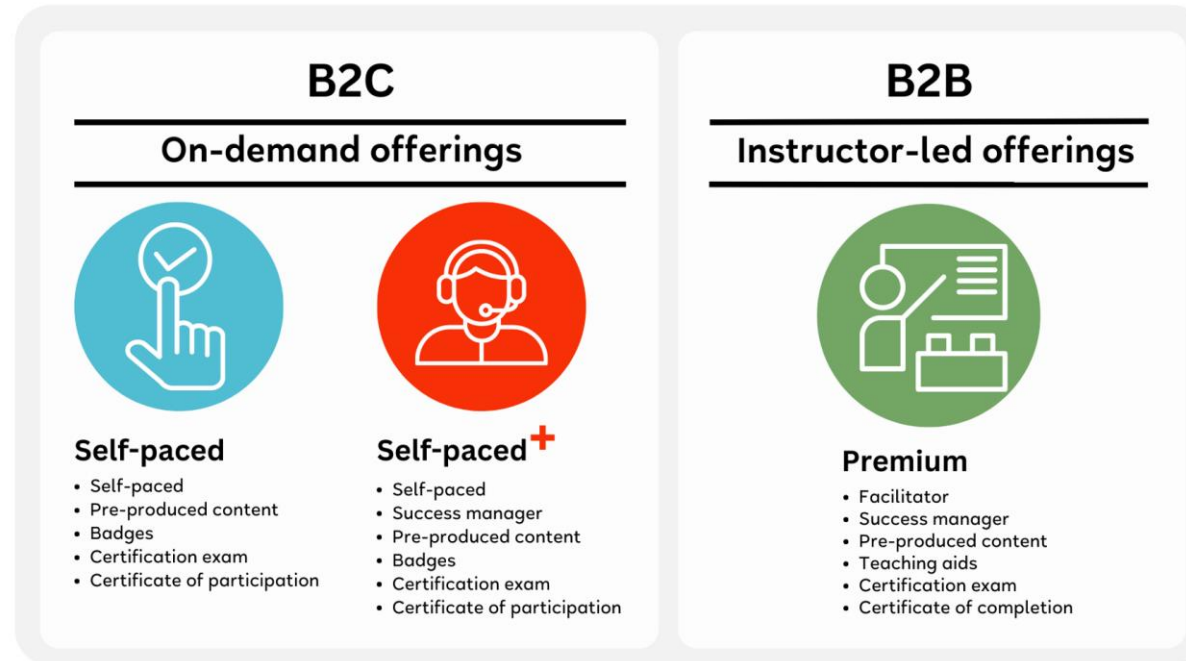 B2C
On-demand offerings
Self-paced
• Self-paced
• Pre-produced content
• Badges
• Certification exam
• Certificate of participation
Self-paced+
• Self-paced
• Success manager
• Pre-produced content
• Badges
• Certification exam
• Certificate of participation
B2B
Instructor-led offerings
Premium
• Facilitator
• Success manager
• Pre-produced content
• Teaching aids
• Certification exam
• Certificate of completion